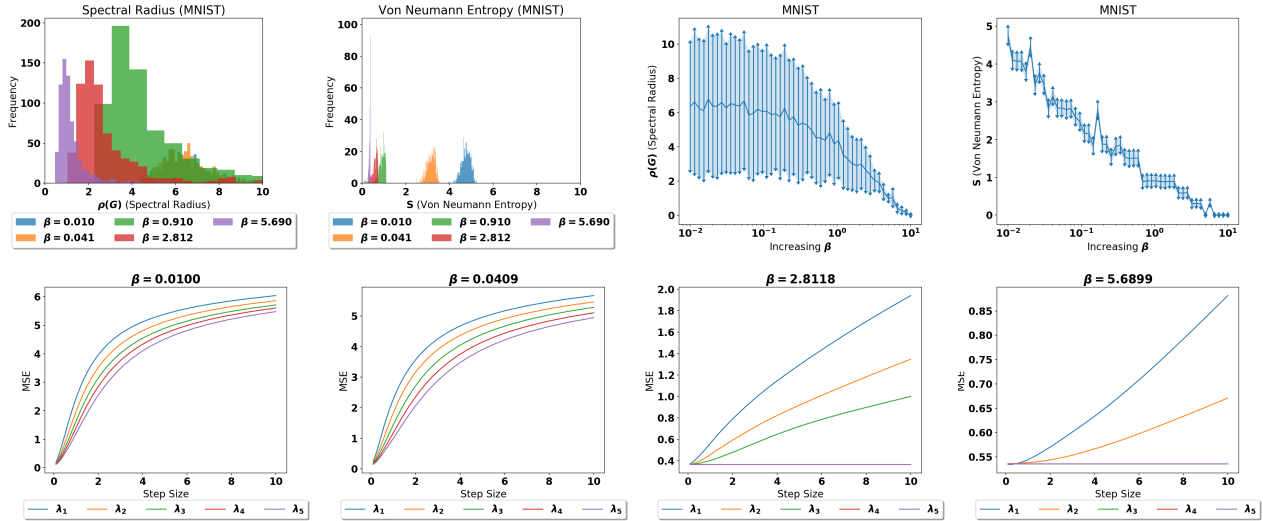 Spectral Radius (MNIST)
Frequency
200
150
100
50
0
0 2 4 6 8 10
ρ(G) (Spectral Radius)
β = 0.010 β = 0.910 β = 5.690
β = 0.041 β = 2.812
Von Neumann Entropy (MNIST)
Frequency
100
80
60
40
20
0
0 2 4 6 8 10
S (Von Neumann Entropy)
β = 0.010 β = 0.910 β = 5.690
β = 0.041 β = 2.812
MNIST
ρ(G) (Spectral Radius)
10
8
6
4
2
0
10⁻² 10⁻¹ 10⁰ 10¹
Increasing β
MNIST
S (Von Neumann Entropy)
5
4
3
2
1
0
10⁻² 10⁻¹ 10⁰ 10¹
Increasing β
β = 0.0100
MSE
6
5
4
3
2
1
0
0 2 4 6 8 10
Step Size
λ₁ λ₂ λ₃ λ₄ λ₅
β = 0.0409
MSE
5
4
3
2
1
0
0 2 4 6 8 10
Step Size
λ₁ λ₂ λ₃ λ₄ λ₅
β = 2.8118
MSE
2.0
1.8
1.6
1.4
1.2
1.0
0.8
0.6
0.4
0 2 4 6 8 10
Step Size
λ₁ λ₂ λ₃ λ₄ λ₅
β = 5.6899
MSE
0.85
0.80
0.75
0.70
0.65
0.60
0.55
0 2 4 6 8 10
Step Size
λ₁ λ₂ λ₃ λ₄ λ₅